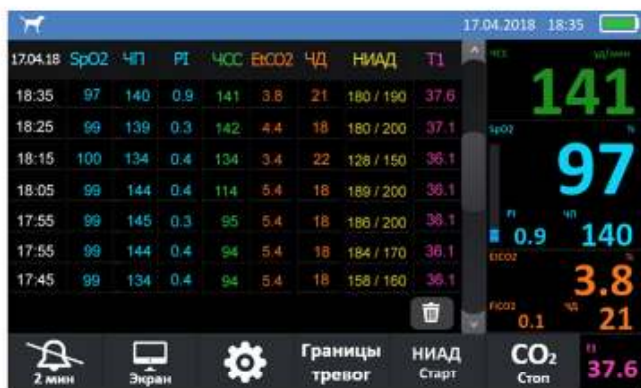 17.04.2018 18:35
17.04.18 SpO2 ЧП PI ЧСС EtCO2 ЧД НИАД T1
18:35 97 140 0.9 141 3.8 21 180 / 190 37.6
18:25 99 139 0.3 142 4.4 18 180 / 200 37.1
18:15 100 134 0.4 134 3.4 22 128 / 150 36.1
18:05 99 144 0.4 114 5.4 18 189 / 200 36.1
17:55 99 145 0.3 95 5.4 18 186 / 200 36.1
17:55 99 144 0.4 94 5.4 18 184 / 170 36.1
17:45 99 134 0.4 94 5.4 18 158 / 160 36.1
ЧСС уд/мин
141
SpO2 %
97
PI ЧП
0.9 140
EtCO2 %
3.8
FiCO2 ЧД
0.1 21
2 мин
Экран
Границы
тревог
НИАД
Старт
CO₂
Стоп
T1
37.6